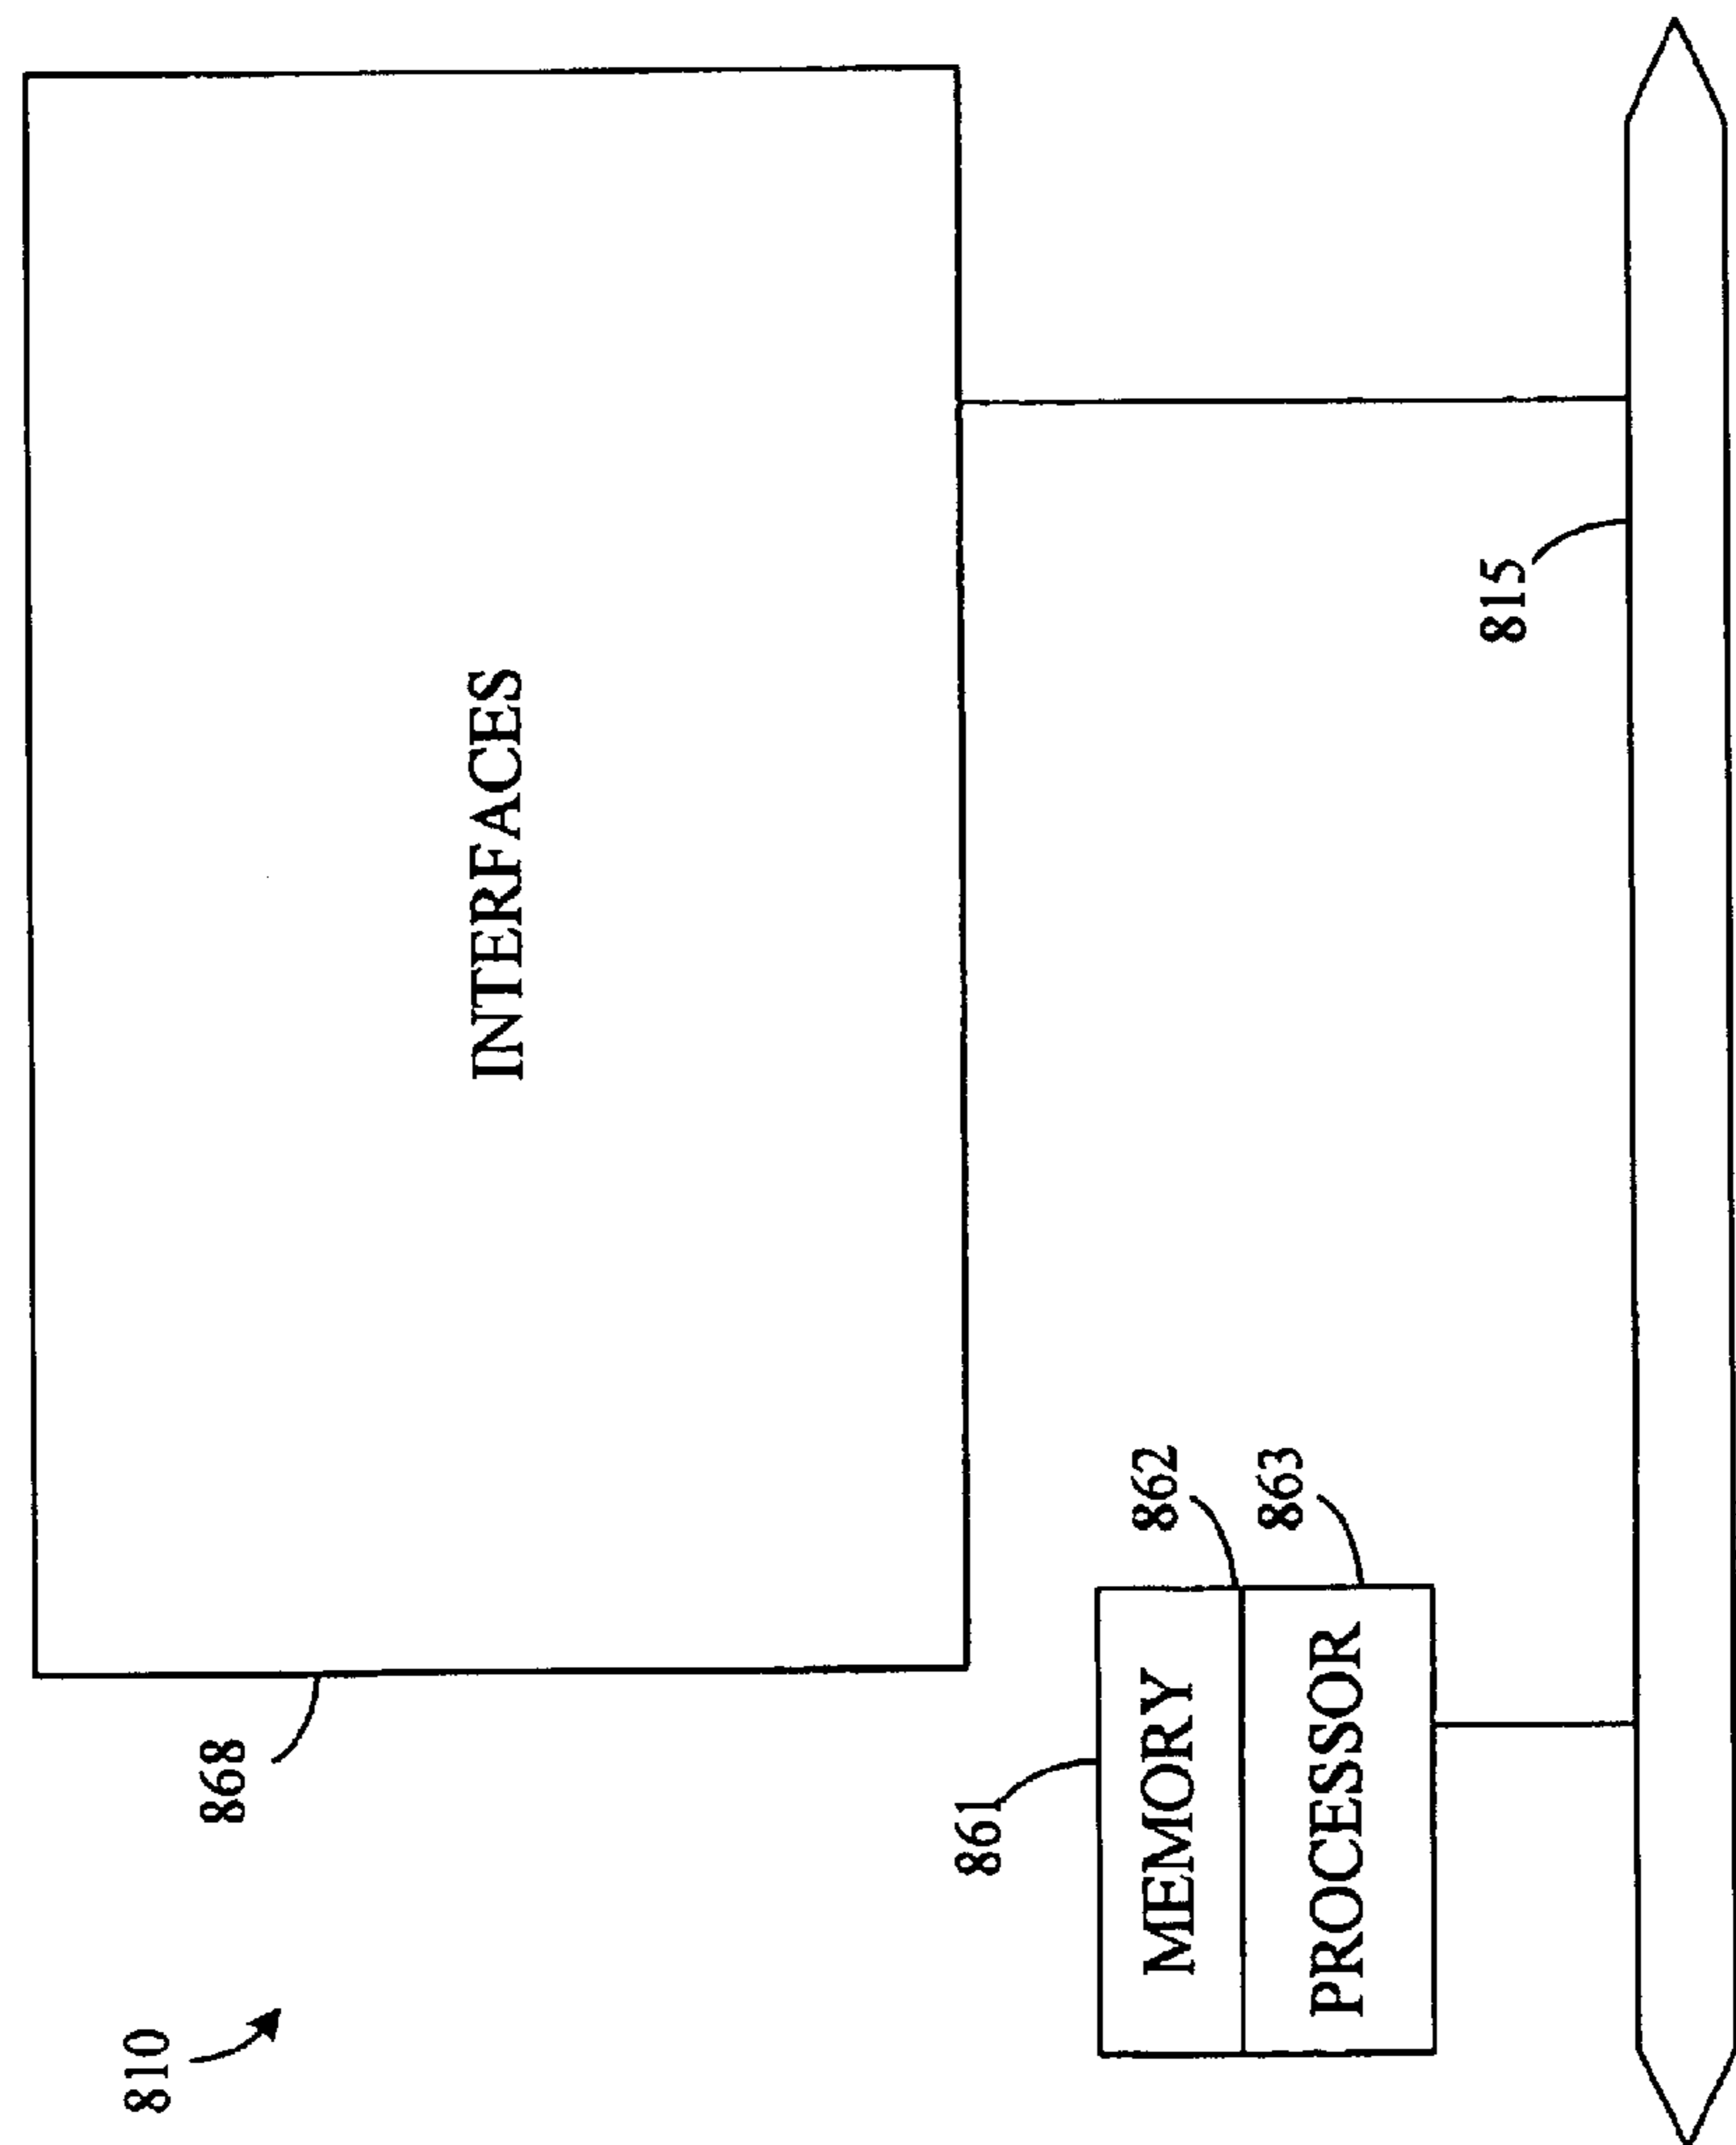 810
868
INTERFACES
861
MEMORY
862
PROCESSOR
863
815